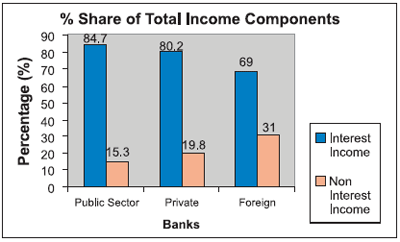 % Share of Total Income Components
Percentage (%)
90
80
70
60
50
40
30
20
10
0
84.7
15.3
80.2
19.8
69
31
Public Sector
Private
Foreign
Banks
Interest
Income
Non
Interest
Income